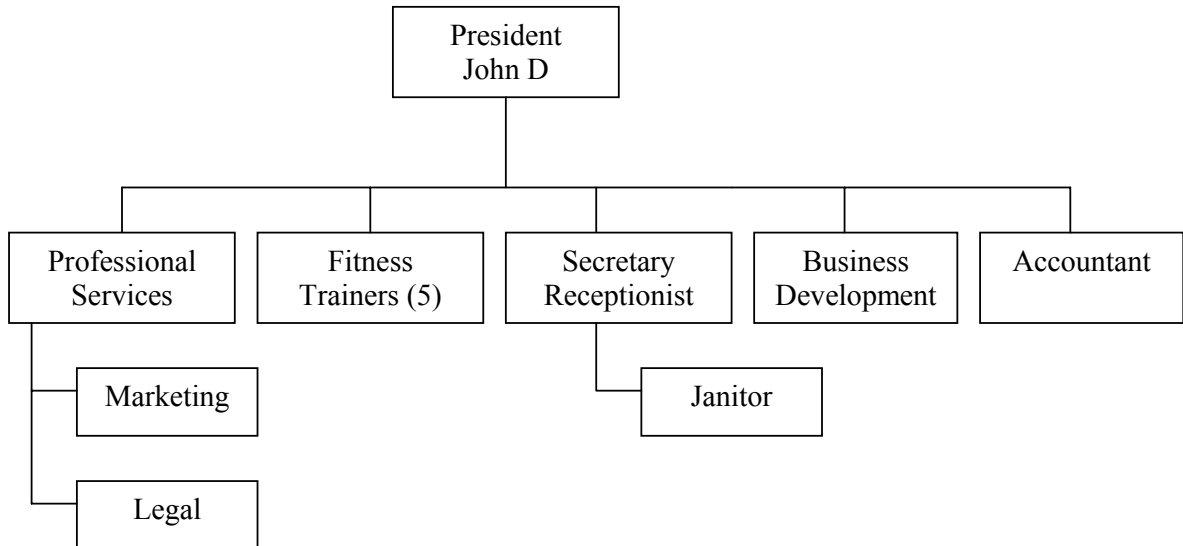 President
John D
Professional
Services
Fitness
Trainers (5)
Secretary
Receptionist
Business
Development
Accountant
Marketing
Janitor
Legal